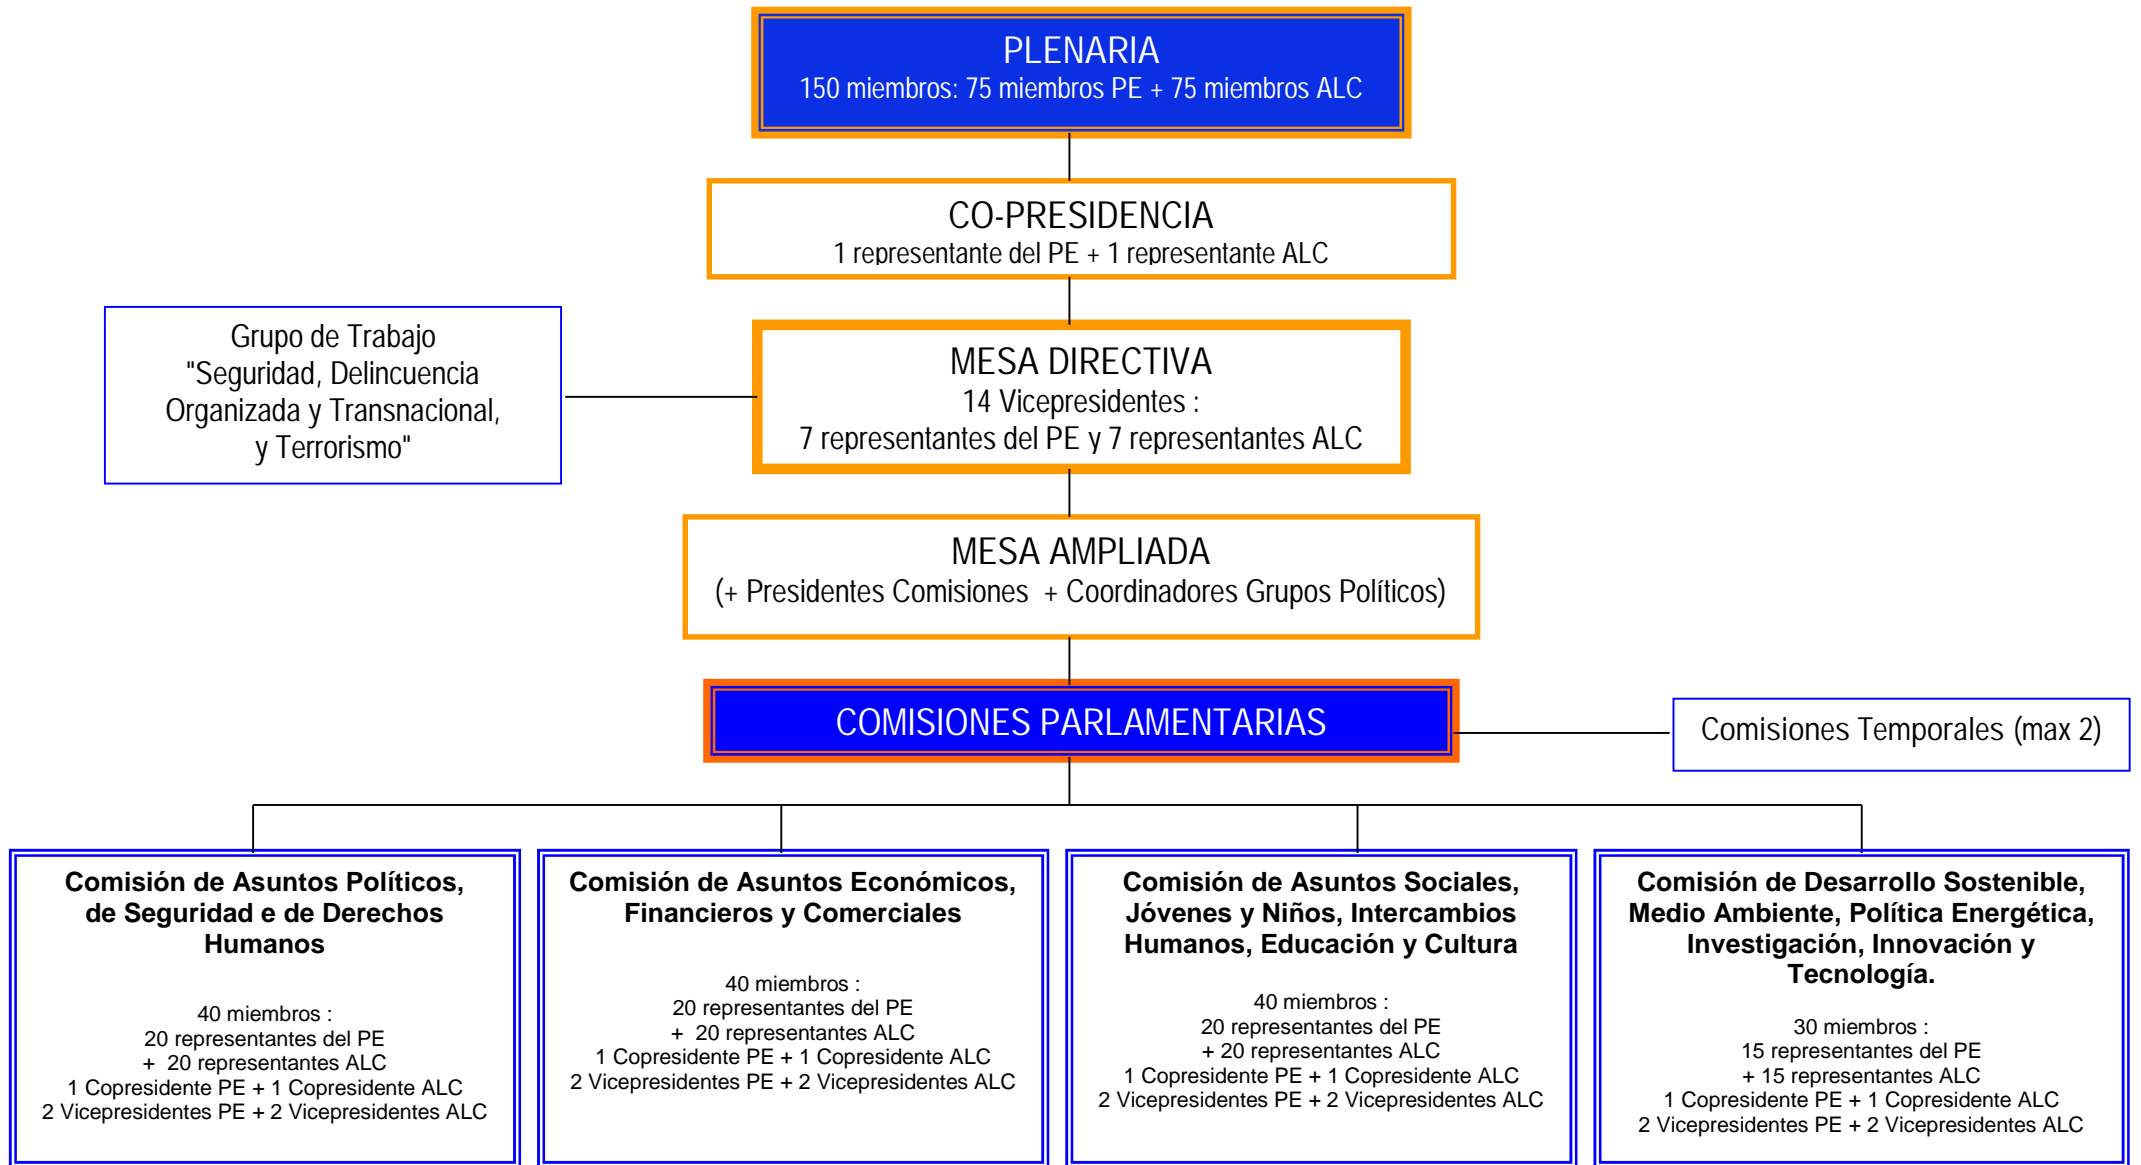 PLENARIA
150 miembros: 75 miembros PE + 75 miembros ALC
CO-PRESIDENCIA
1 representante del PE + 1 representante ALC
Grupo de Trabajo
"Seguridad, Delincuencia
Organizada y Transnacional,
y Terrorismo"
MESA DIRECTIVA
14 Vicepresidentes :
7 representantes del PE y 7 representantes ALC
MESA AMPLIADA
(+ Presidentes Comisiones + Coordinadores Grupos Políticos)
COMISIONES PARLAMENTARIAS
Comisiones Temporales (max 2)
Comisión de Asuntos Políticos,
de Seguridad e de Derechos
Humanos
40 miembros :
20 representantes del PE
+ 20 representantes ALC
1 Copresidente PE + 1 Copresidente ALC
2 Vicepresidentes PE + 2 Vicepresidentes ALC
Comisión de Asuntos Económicos,
Financieros y Comerciales
40 miembros :
20 representantes del PE
+ 20 representantes ALC
1 Copresidente PE + 1 Copresidente ALC
2 Vicepresidentes PE + 2 Vicepresidentes ALC
Comisión de Asuntos Sociales,
Jóvenes y Niños, Intercambios
Humanos, Educación y Cultura
40 miembros :
20 representantes del PE
+ 20 representantes ALC
1 Copresidente PE + 1 Copresidente ALC
2 Vicepresidentes PE + 2 Vicepresidentes ALC
Comisión de Desarrollo Sostenible,
Medio Ambiente, Política Energética,
Investigación, Innovación y
Tecnología.
30 miembros :
15 representantes del PE
+ 15 representantes ALC
1 Copresidente PE + 1 Copresidente ALC
2 Vicepresidentes PE + 2 Vicepresidentes ALC